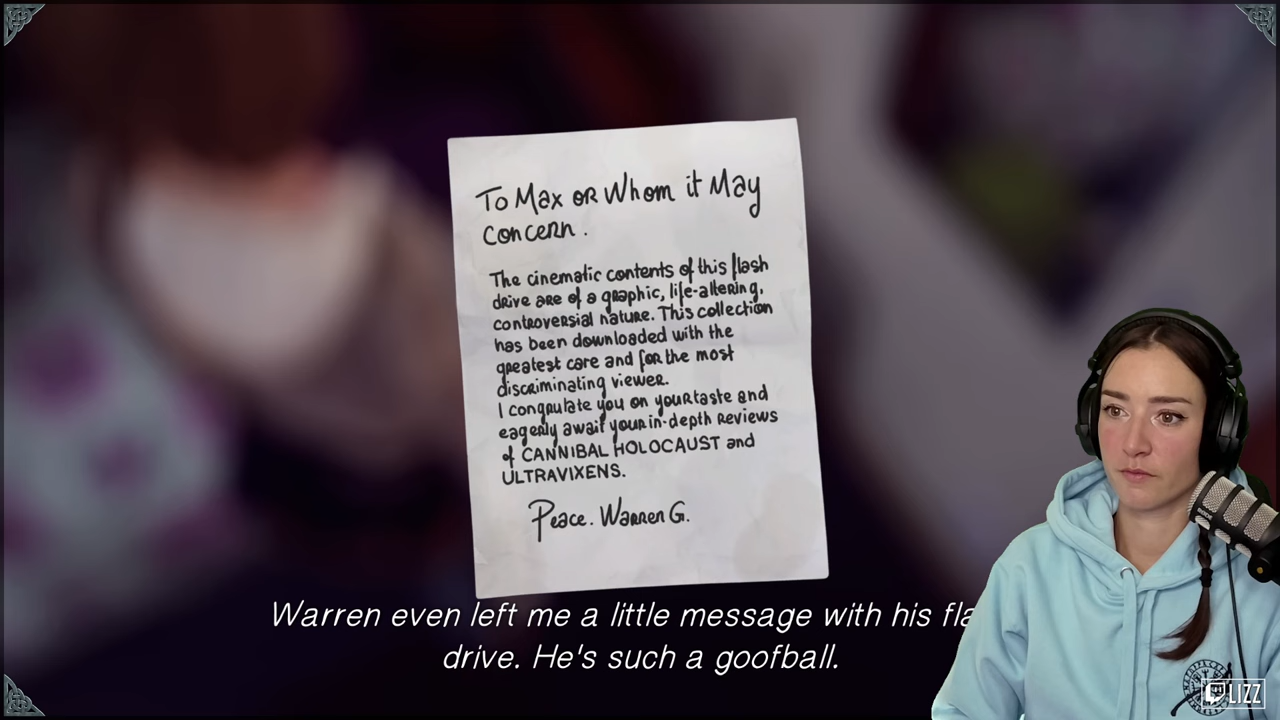 To Max or Whom it May
Concern.
The cinematic contents of this flash
drive are of a graphic, life-altering,
controversial nature. This collection
has been downloaded with the
greatest care and for the most
discriminating viewer.
I congrulate you on your taste and
eagerly await your in-depth reviews
of CANNIBAL HOLOCAUST and
ULTRAVIXENS.
Peace. Warren G.
Warren even left me a little message with his fla
drive. He's such a goofball.
LIZZ